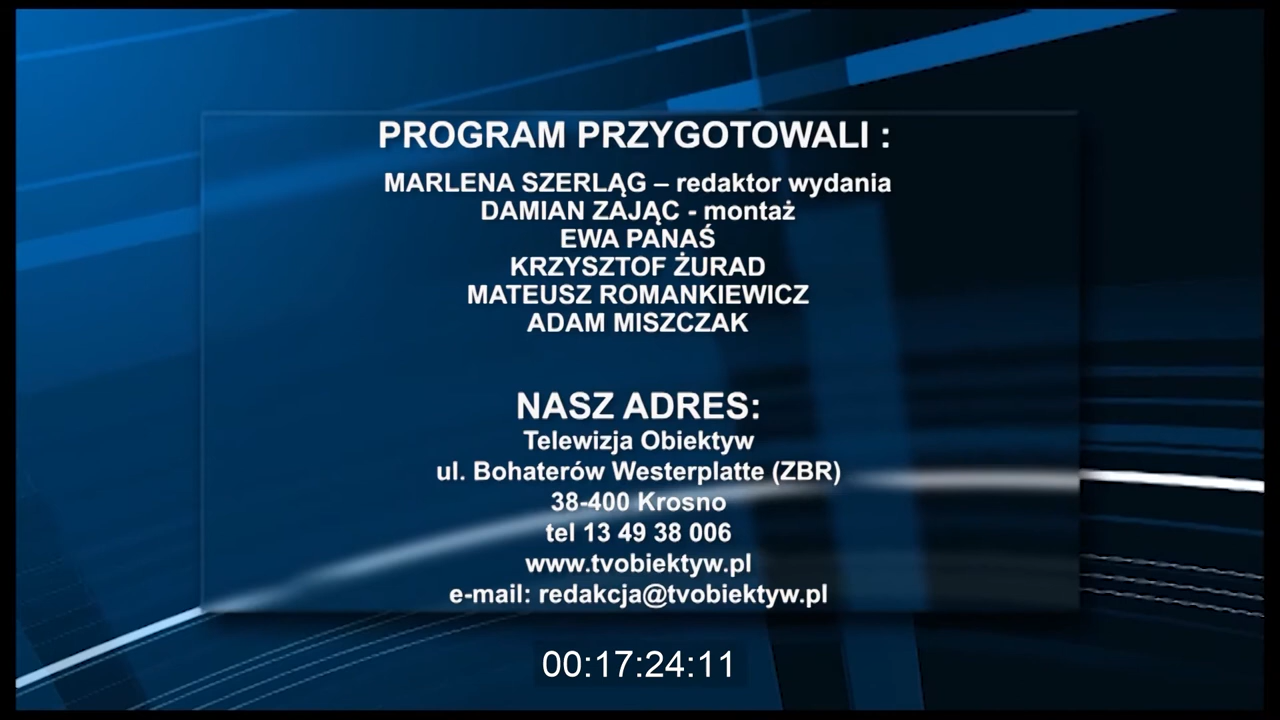 PROGRAM PRZYGOTOWALI :
MARLENA SZERLĄG – redaktor wydania
DAMIAN ZAJĄC - montaż
EWA PANAŚ
KRZYSZTOF ŻURAD
MATEUSZ ROMANKIEWICZ
ADAM MISZCZAK
NASZ ADRES:
Telewizja Obiektyw
ul. Bohaterów Westerplatte (ZBR)
38-400 Krosno
tel 13 49 38 006
www.tvobiektyw.pl
e-mail: redakcja@tvobiektyw.pl
00:17:24:11